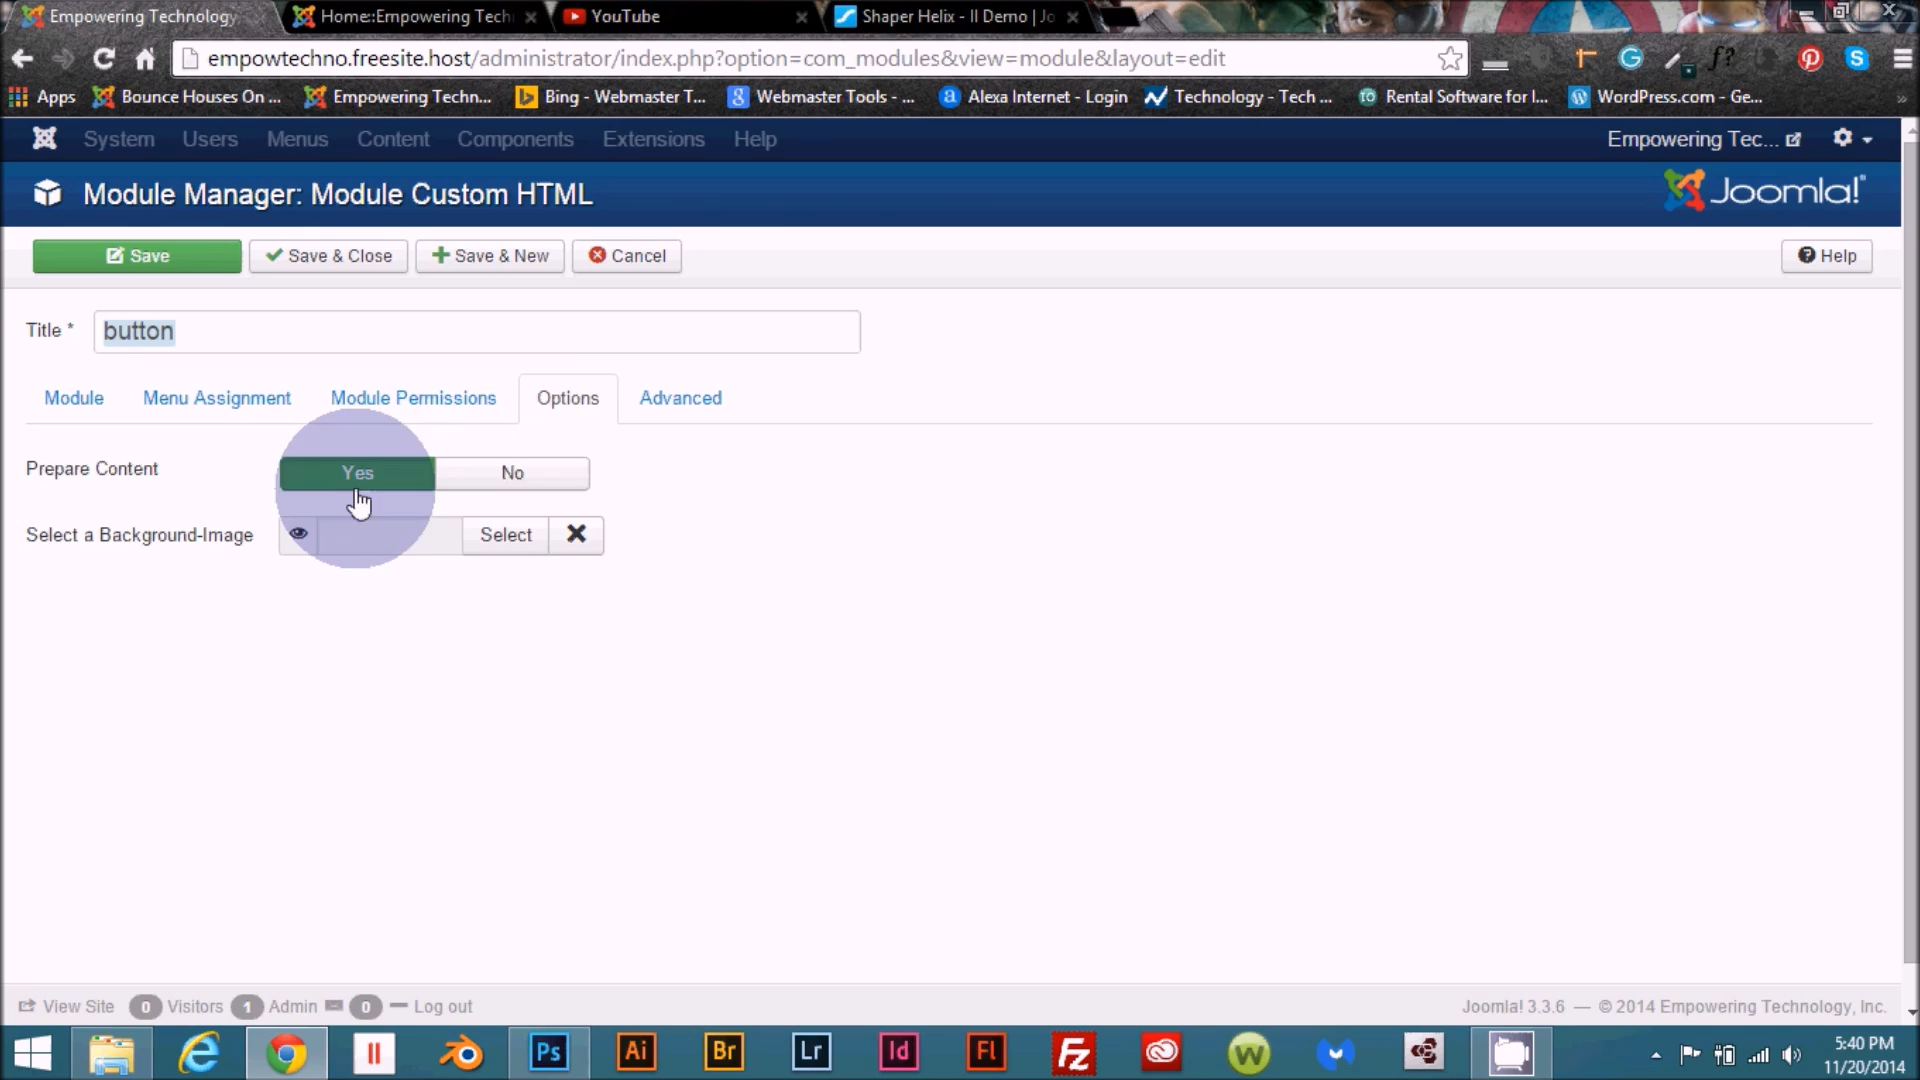 Empowering Technology
Home::Empowering Tech
YouTube
Shaper Helix - II Demo | Jo
empowtechno.freesite.host/administrator/index.php?option=com_modules&view=module&layout=edit
Apps
Bounce Houses On ...
Empowering Techn...
Bing - Webmaster T...
Webmaster Tools - ...
Alexa Internet - Login
Technology - Tech ...
Rental Software for I...
WordPress.com - Ge...
System
Users
Menus
Content
Components
Extensions
Help
Empowering Tec...
Module Manager: Module Custom HTML
Joomla!®
Save
Save & Close
Save & New
Cancel
Help
Title *
button
Module
Menu Assignment
Module Permissions
Options
Advanced
Prepare Content
Yes
No
Select a Background-Image
Select
View Site
0 Visitors
1 Admin
0
Log out
Joomla! 3.3.6 — © 2014 Empowering Technology, Inc.
Ps
Ai
Br
Lr
Id
Fl
Fz
W
5:40 PM
11/20/2014